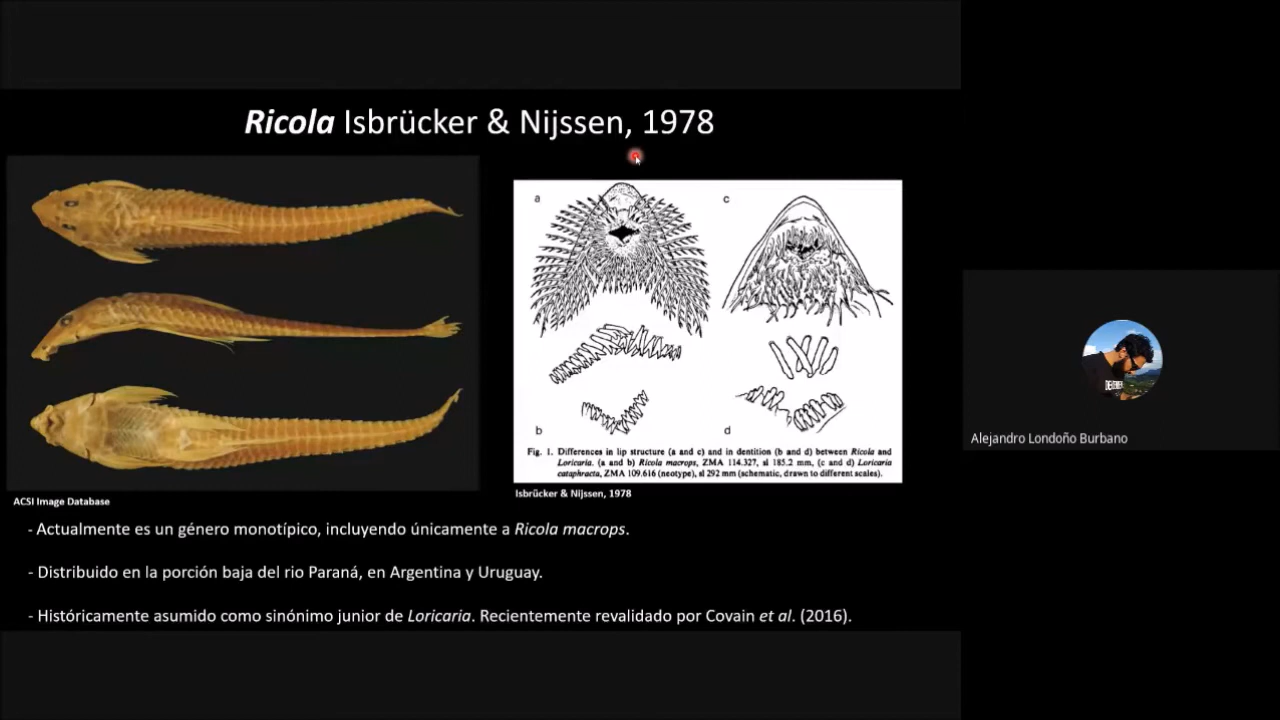 Ricola Isbrücker & Nijssen, 1978
a
c
b
d
Fig. 1. Differences in lip structure (a and c) and in dentition (b and d) between Ricola and
Loricaria. (a and b) Ricola macrops, ZMA 114.327, sl 185.2 mm, (c and d) Loricaria
cataphracta, ZMA 109.616 (neotype), sl 292 mm (schematic, drawn to different scales).
ACSI Image Database
Isbrücker & Nijssen, 1978
- Actualmente es un género monotípico, incluyendo únicamente a Ricola macrops.
- Distribuido en la porción baja del rio Paraná, en Argentina y Uruguay.
- Históricamente asumido como sinónimo junior de Loricaria. Recientemente revalidado por Covain et al. (2016).
Alejandro Londoño Burbano